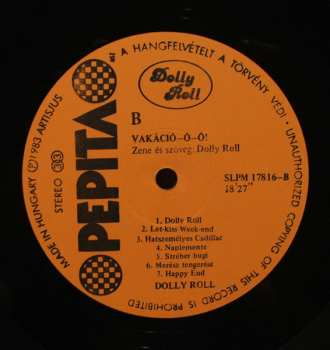 A HANGFELVÉTELT A TÖRVÉNY VÉDI · UNAUTHORIZED COPYING OF THIS RECORD IS PROHIBITED
MADE IN HUNGARY Ⓟ 1983 ARTISJUS
Dolly
Roll
B
PEPITA
STEREO 33
VAKÁCIÓ-Ó-Ó!
Zene és szöveg: Dolly Roll
SLPM 17816-B
18'27"
1. Dolly Roll
2. Let-kiss Week-end
3. Hatszemélyes Cadillac
4. Naplemente
5. Stréber bugi
6. Merész tengerész
7. Happy End
DOLLY ROLL